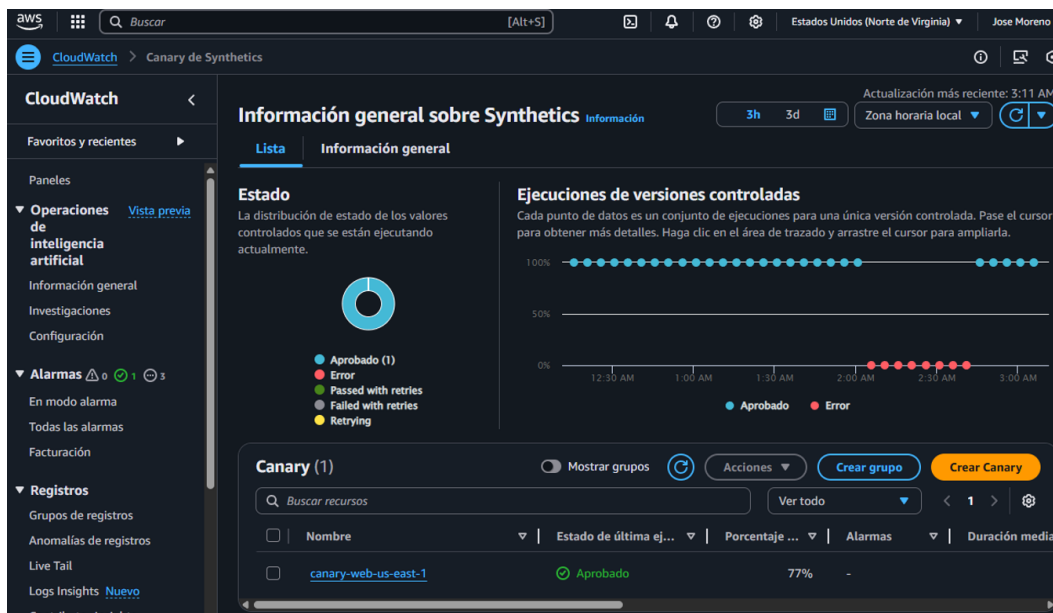 aws
Buscar
[Alt+S]
Estados Unidos (Norte de Virginia)
Jose Moreno
CloudWatch
Canary de Synthetics
CloudWatch
Favoritos y recientes
Paneles
Operaciones de inteligencia artificial
Vista previa
Información general
Investigaciones
Configuración
Alarmas 0 1 3
En modo alarma
Todas las alarmas
Facturación
Registros
Grupos de registros
Anomalías de registros
Live Tail
Logs Insights Nuevo
Actualización más reciente: 3:11 AM
Información general sobre Synthetics Información
3h
3d
Zona horaria local
Lista
Información general
Estado
La distribución de estado de los valores
controlados que se están ejecutando
actualmente.
Aprobado (1)
Error
Passed with retries
Failed with retries
Retrying
Ejecuciones de versiones controladas
Cada punto de datos es un conjunto de ejecuciones para una única versión controlada. Pase el cursor
para obtener más detalles. Haga clic en el área de trazado y arrastre el cursor para ampliarla.
100%
50%
0%
12:30 AM
1:00 AM
1:30 AM
2:00 AM
2:30 AM
3:00 AM
Aprobado
Error
Canary (1)
Mostrar grupos
Acciones
Crear grupo
Crear Canary
Buscar recursos
Ver todo
1
Nombre
Estado de última ej...
Porcentaje ...
Alarmas
Duración media
canary-web-us-east-1
Aprobado
77%
-